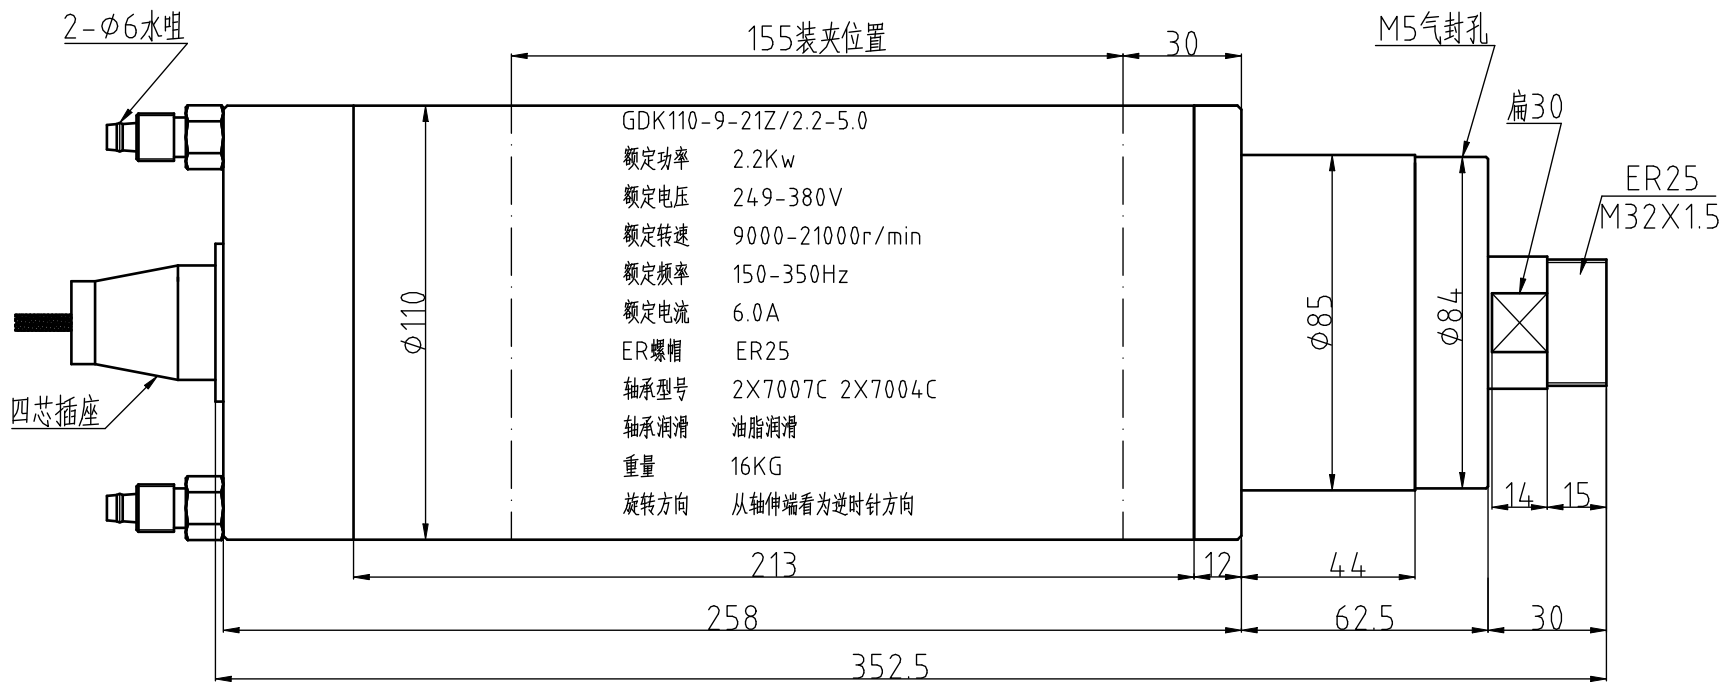 2-Φ6水咀
155装夹位置
30
M5气封孔
扁30
ER25
M32X1.5
GDK110-9-21Z/2.2-5.0
额定功率 2.2Kw
额定电压 249-380V
额定转速 9000-21000r/min
额定频率 150-350Hz
额定电流 6.0A
ER螺帽 ER25
轴承型号 2X7007C 2X7004C
轴承润滑 油脂润滑
重量 16KG
旋转方向 从轴伸端看为逆时针方向
Φ110
Φ85
Φ84
四芯插座
14
15
213
12
44
258
62.5
30
352.5